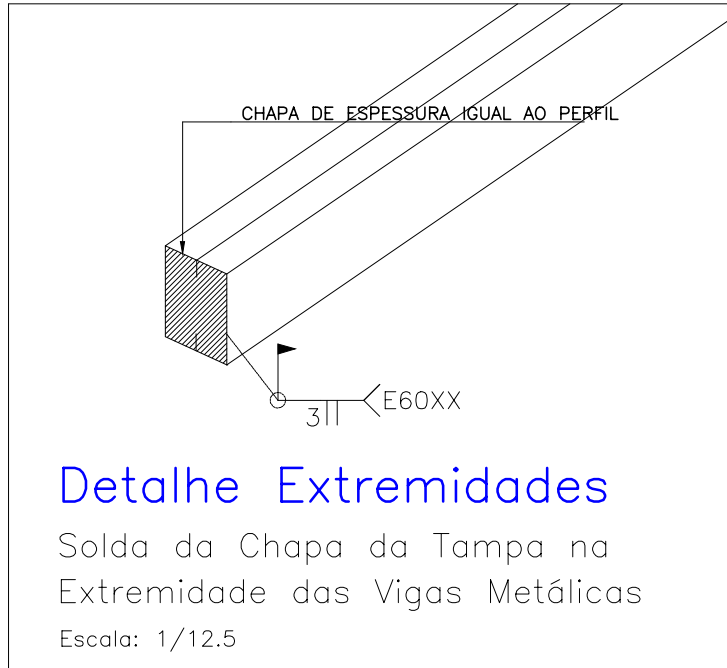 CHAPA DE ESPESSURA IGUAL AO PERFIL
3
E60XX
Detalhe Extremidades
Solda da Chapa da Tampa na
Extremidade das Vigas Metálicas
Escala: 1/12.5